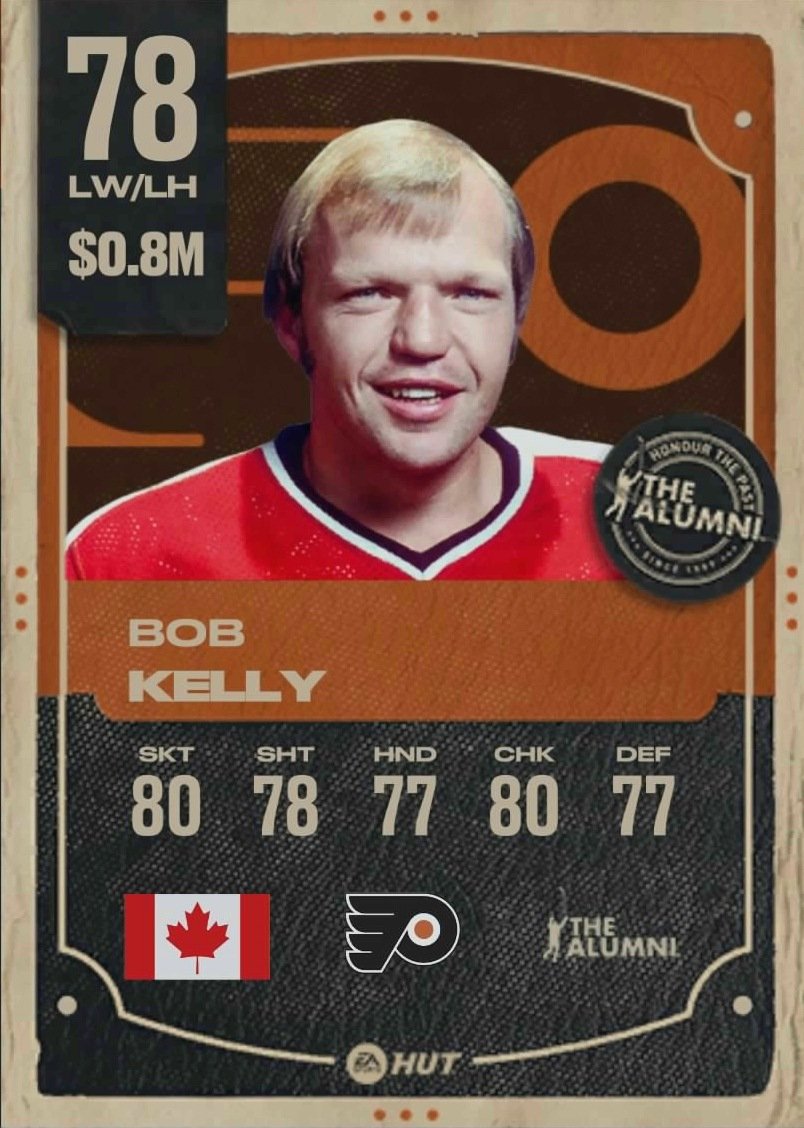 78
LW/LH
$0.8M
HONOUR THE PAST
THE
ALUMNI
BOB
KELLY
SKT SHT HND CHK DEF
80 78 77 80 77
THE
ALUMNI
EA
HUT